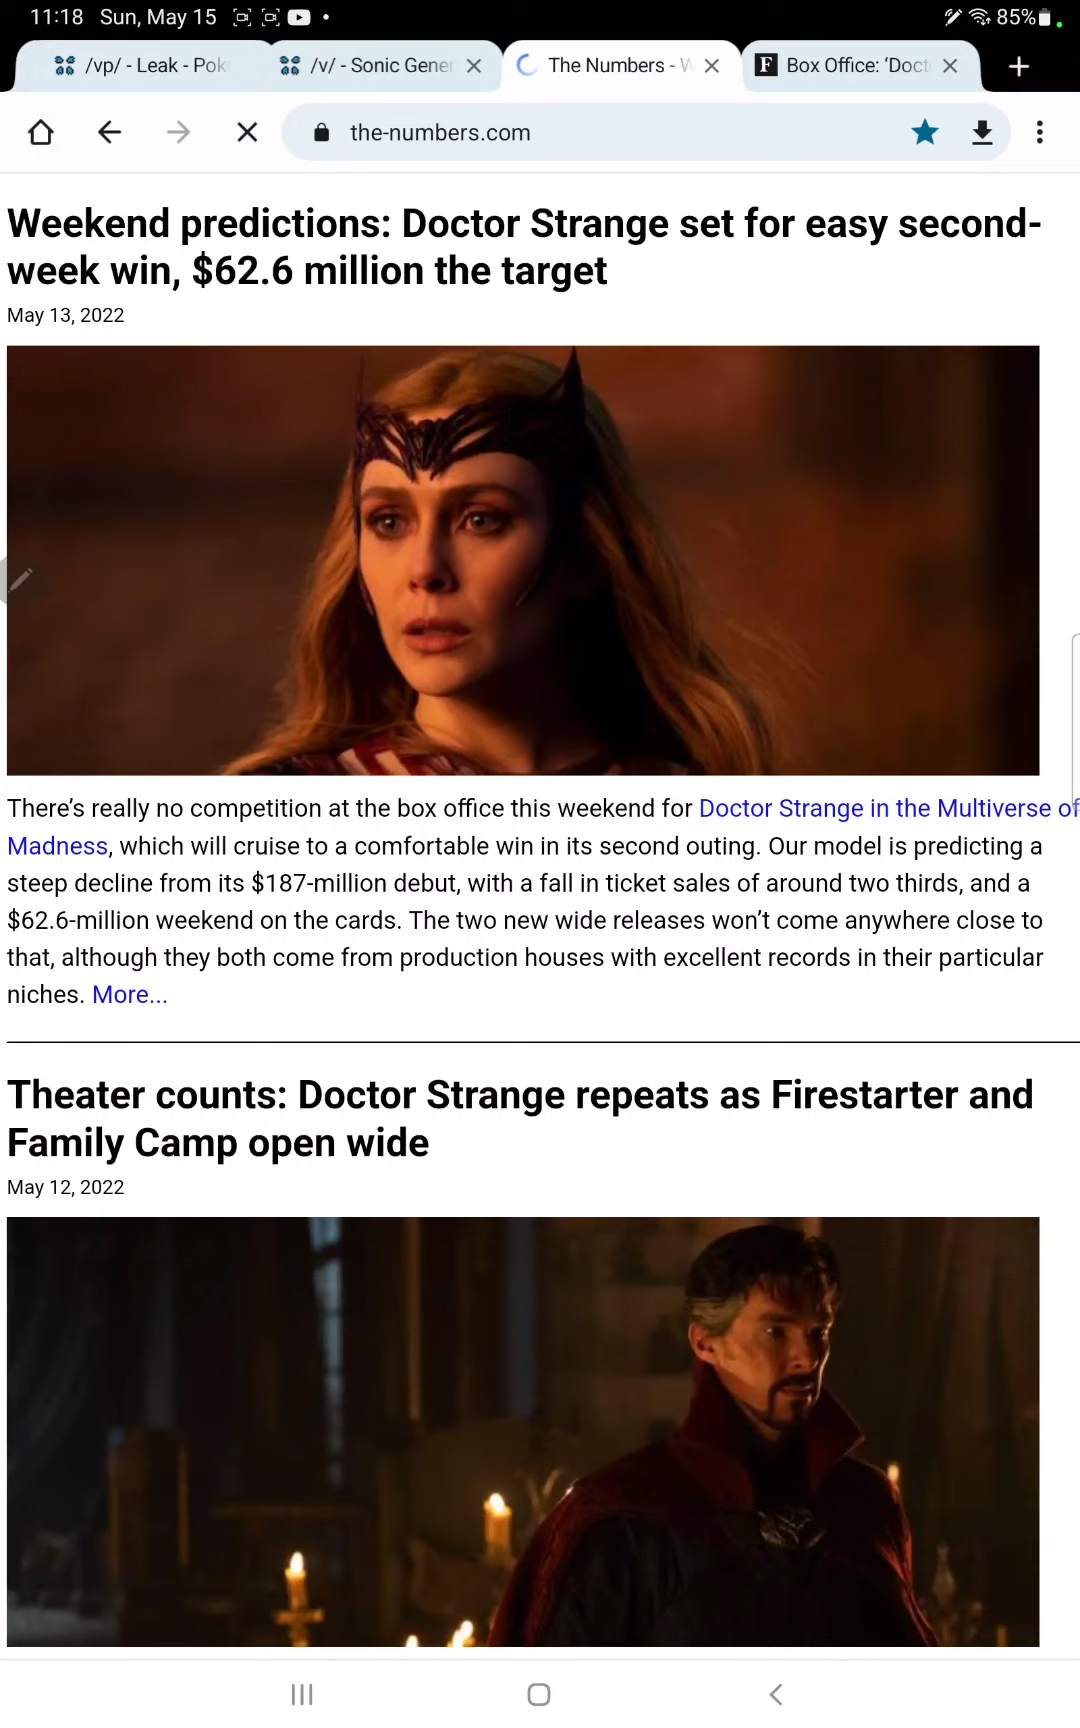 11:18 Sun, May 15 85%
/vp/ - Leak - Pok /v/ - Sonic Gener The Numbers - W Box Office: ‘Doct
the-numbers.com
Weekend predictions: Doctor Strange set for easy second-
week win, $62.6 million the target
May 13, 2022
There’s really no competition at the box office this weekend for Doctor Strange in the Multiverse of
Madness, which will cruise to a comfortable win in its second outing. Our model is predicting a
steep decline from its $187-million debut, with a fall in ticket sales of around two thirds, and a
$62.6-million weekend on the cards. The two new wide releases won’t come anywhere close to
that, although they both come from production houses with excellent records in their particular
niches. More...
Theater counts: Doctor Strange repeats as Firestarter and
Family Camp open wide
May 12, 2022